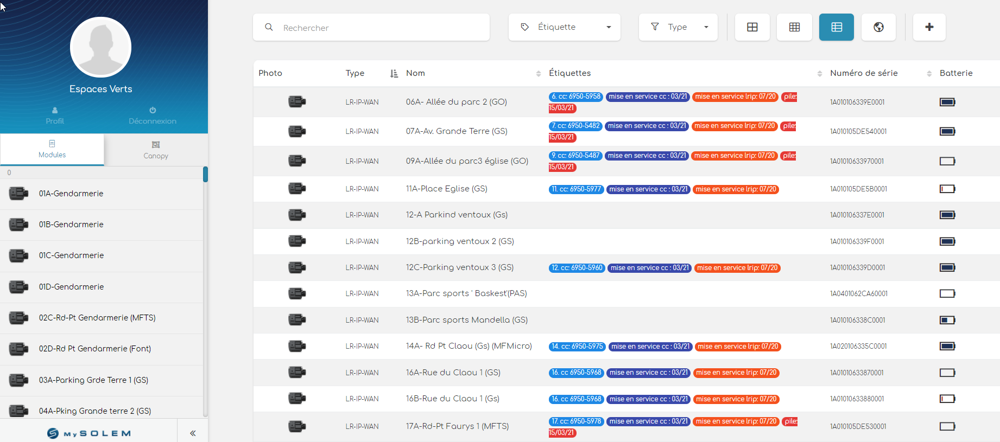 Espaces Verts
Profil
Déconnexion
Modules
Canopy
0
01A-Gendarmerie
01B-Gendarmerie
01C-Gendarmerie
01D-Gendarmerie
02C-Rd-Pt Gendarmerie (MFTS)
02D-Rd Pt Gendarmerie (Font)
03A-Parking Grde Terre 1 (GS)
04A-Pking Grande terre 2 (GS)
MySOLEM
Rechercher
Étiquette
Type
Photo Type Nom Étiquettes Numéro de série Batterie
LR-IP-WAN 06A- Allée du parc 2 (GO) 6. cc: 6950-5958 mise en service cc : 03/21 mise en service lrip: 07/20 pile: 1A010106339E0001
15/03/21
LR-IP-WAN 07A-Av. Grande Terre (GS) 7. cc: 6950-5482 mise en service cc : 03/21 mise en service lrip: 07/20 pile: 1A010105DE540001
15/03/21
LR-IP-WAN 09A-Allée du parc3 église (GO) 9. cc: 6950-5487 mise en service cc : 03/21 mise en service lrip: 07/20 pile: 1A01010633970001
15/03/21
LR-IP-WAN 11A-Place Eglise (GS) 11. cc: 6950-5977 mise en service cc : 03/21 mise en service lrip: 07/20 1A010105DE5B0001
LR-IP-WAN 12-A Parkind ventoux (Gs) 1A010106337E0001
LR-IP-WAN 12B-parking ventoux 2 (GS) 1A010106339F0001
LR-IP-WAN 12C-Parking ventoux 3 (GS) 12. cc: 6950-5960 mise en service cc : 03/21 mise en service lrip: 07/20 1A010106339D0001
LR-IP-WAN 13A-Parc sports ' Baskest'(PAS) 1A0401062CA60001
LR-IP-WAN 13B-Parc sports Mandella (GS) 1A010106338C0001
LR-IP-WAN 14A- Rd Pt Claou (Gs) (MFMicro) 14. cc: 6950-5975 mise en service cc : 03/21 mise en service lrip: 07/20 1A020106335C0001
LR-IP-WAN 16A-Rue du Claou 1 (GS) 16. cc 6950-5968 mise en service cc : 03/21 mise en service lrip: 07/20 1A01010633870001
LR-IP-WAN 16B-Rue du Claou 1 (Gs) 16. cc 6950-5968 mise en service cc : 03/21 mise en service lrip: 07/20 1A01010633880001
LR-IP-WAN 17A-Rd-Pt Faurys 1 (MFTS) 17. cc: 6950-5978 mise en service cc : 03/21 mise en service lrip: 07/20 pile: 1A010105DE530001
15/03/21